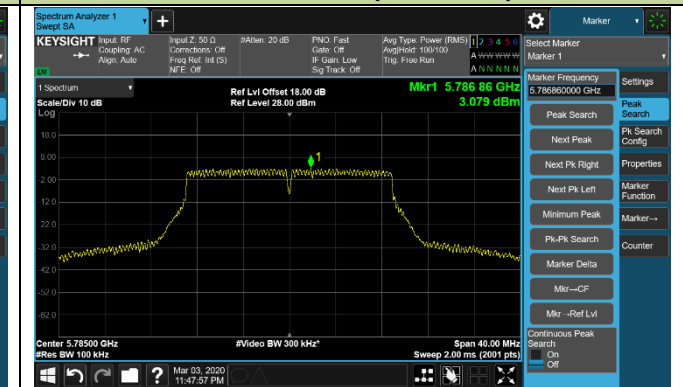 Spectrum Analyzer 1
Swept SA
Marker
KEYSIGHT
Input: RF
Coupling: AC
Align: Auto
Input Z: 50 Ω
Corrections: Off
Freq Ref: Int (S)
NFE: Off
#Atten: 20 dB
PNO: Fast
Gate: Off
IF Gain: Low
Sig Track: Off
Avg Type: Power (RMS)
Avg|Hold: 100/100
Trig: Free Run
1 2 3 4 5 6
A W W W W W
A N N N N N
LXI
Select Marker
Marker 1
1 Spectrum
Scale/Div 10 dB
Log
Ref Lvl Offset 18.00 dB
Ref Level 28.00 dBm
Mkr1 5.786 86 GHz
3.079 dBm
18.0
8.00
-2.00
-12.0
-22.0
-32.0
-42.0
-52.0
-62.0
1
Center 5.78500 GHz
#Res BW 100 kHz
#Video BW 300 kHz*
Span 40.00 MHz
Sweep 2.00 ms (2001 pts)
Marker Frequency
5.786860000 GHz
Peak Search
Next Peak
Next Pk Right
Next Pk Left
Minimum Peak
Pk-Pk Search
Marker Delta
Mkr→CF
Mkr→Ref Lvl
Continuous Peak
Search
On
Off
Settings
Peak
Search
Pk Search
Config
Properties
Marker
Function
Marker→
Counter
?
Mar 03, 2020
11:47:57 PM